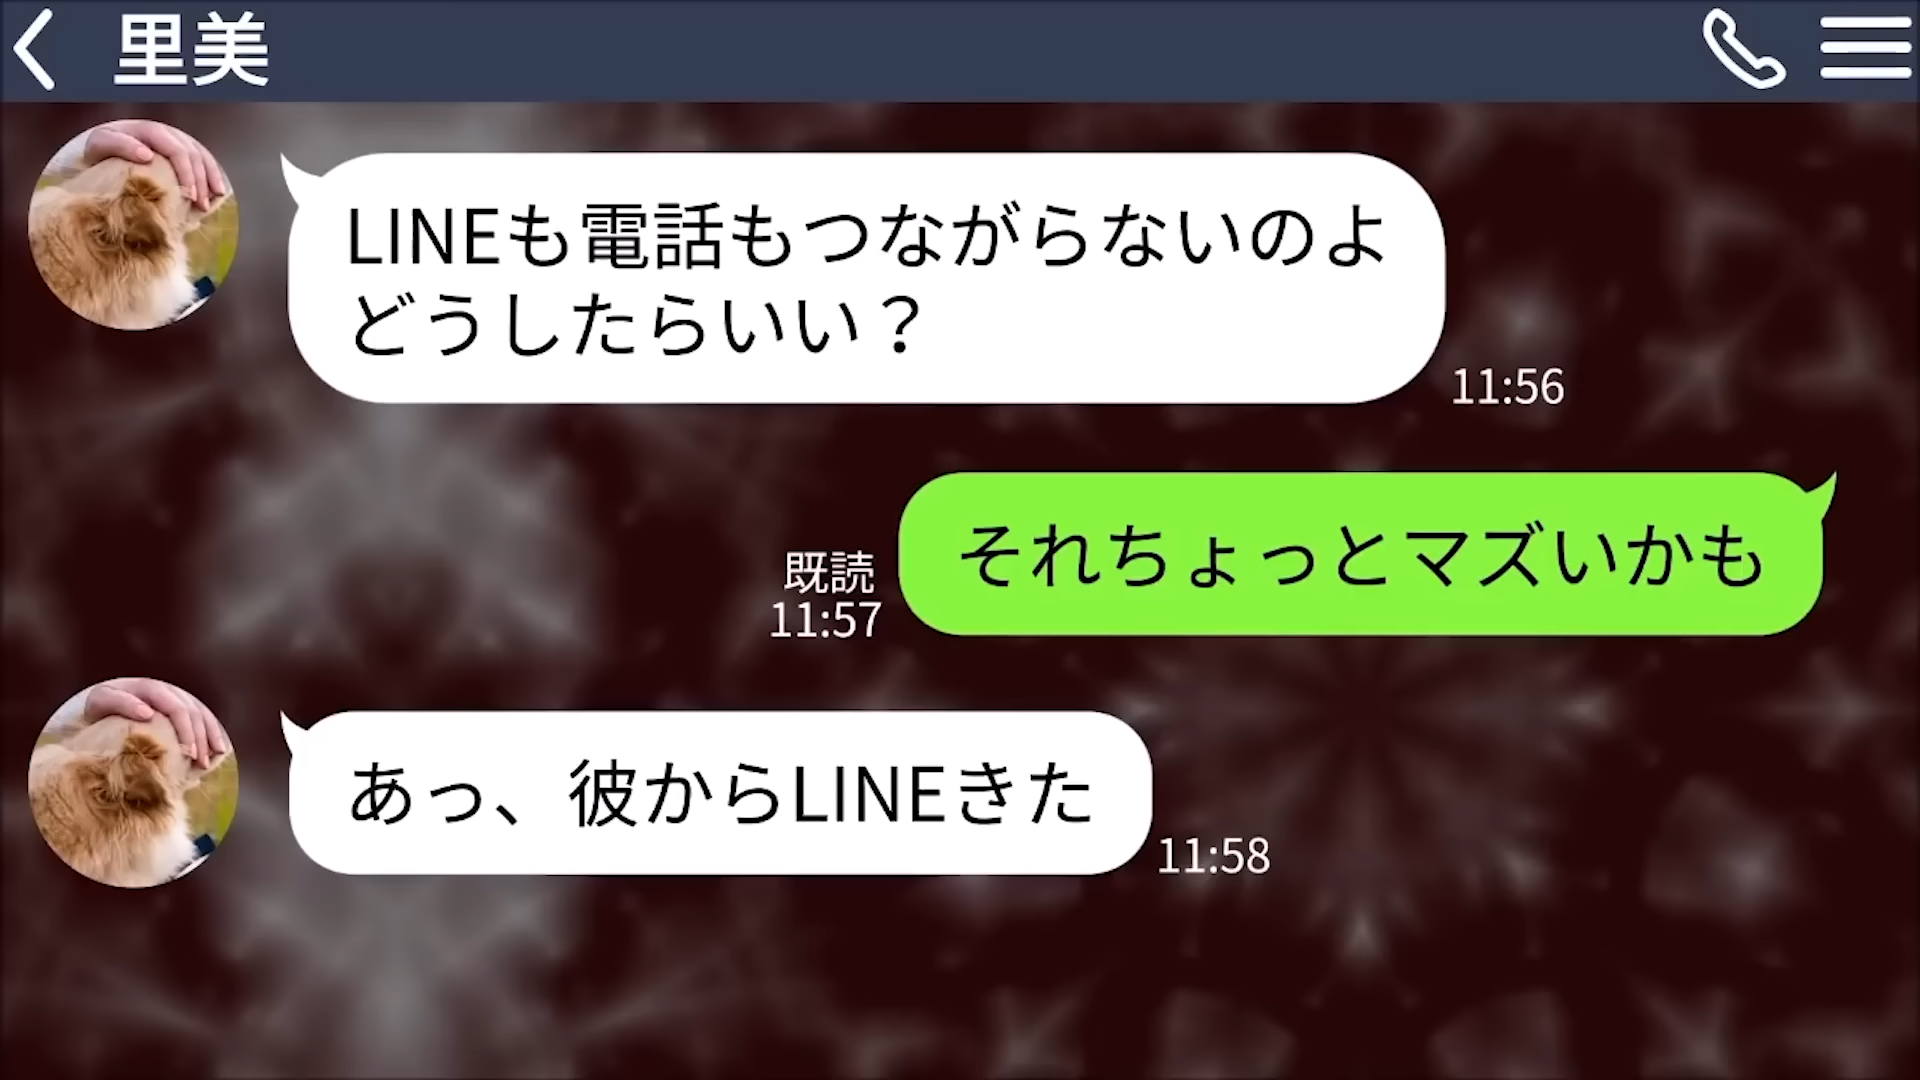 里美
LINEも電話もつながらないのよ
どうしたらいい？
11:56
それちょっとマズいかも
既読
11:57
あっ、彼からLINEきた
11:58